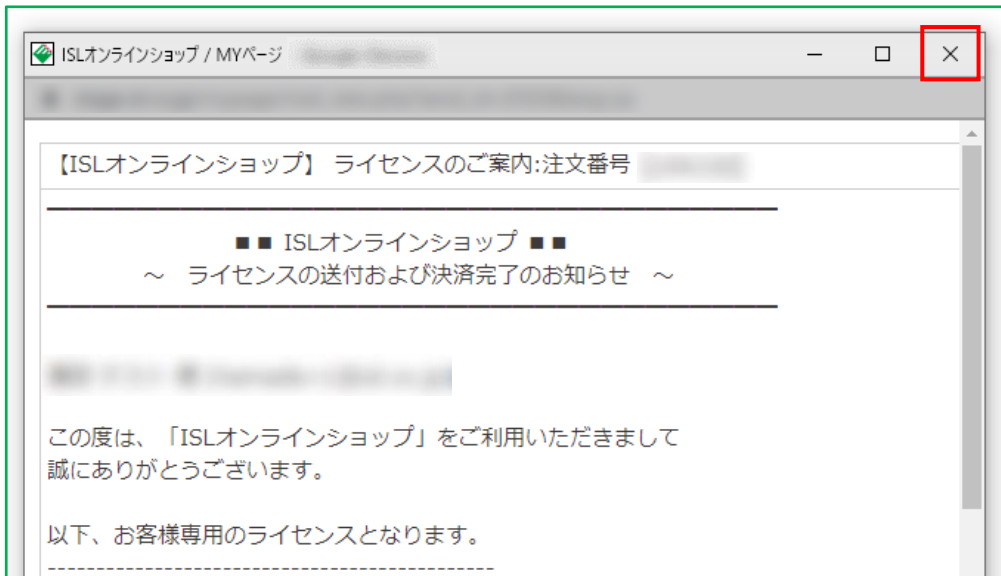 ISLオンラインショップ / MYページ
【ISLオンラインショップ】 ライセンスのご案内:注文番号
■■ ISLオンラインショップ ■■
～ ライセンスの送付および決済完了のお知らせ ～
この度は、「ISLオンラインショップ」をご利用いただきまして
誠にありがとうございます。
以下、お客様専用のライセンスとなります。
----------------------------------------------